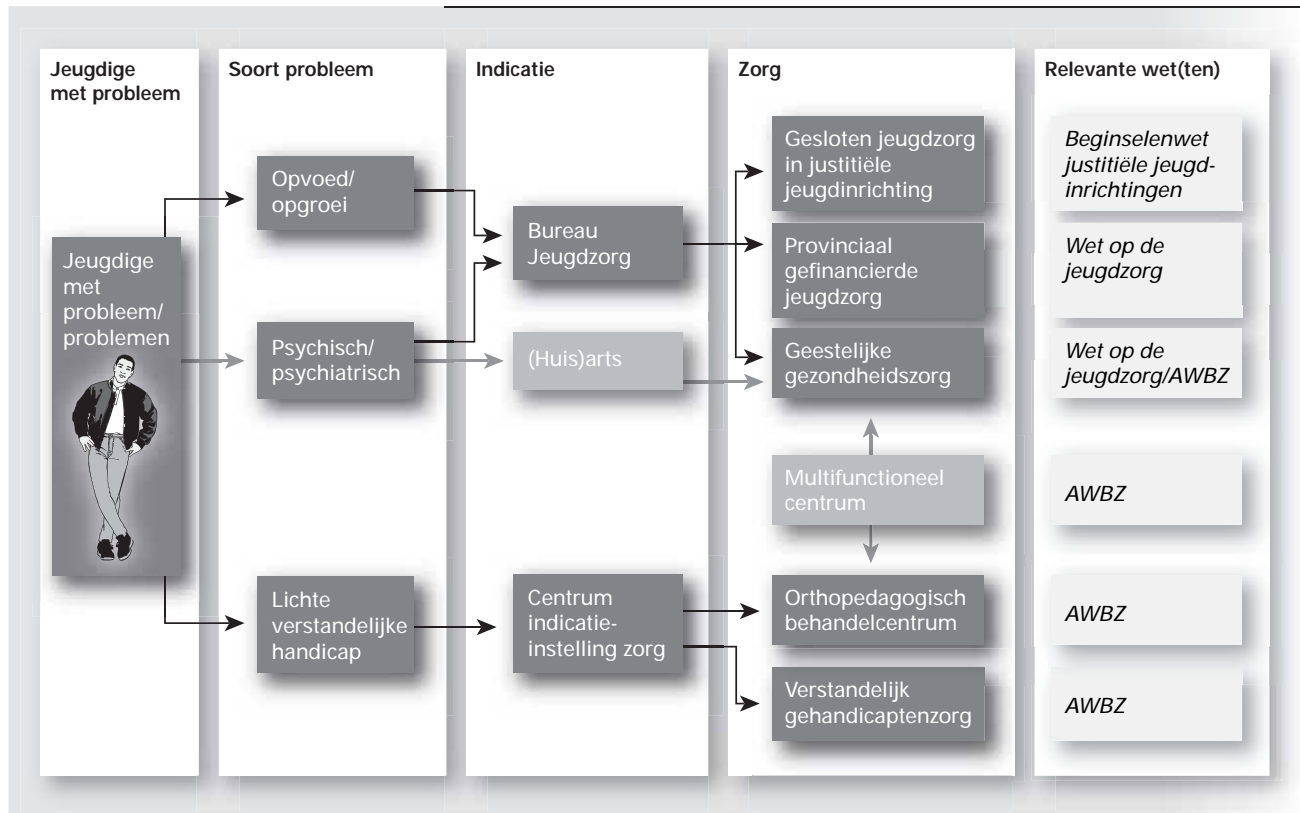 Jeugdige
met probleem
Soort probleem
Indicatie
Zorg
Relevante wet(ten)
Jeugdige
met
probleem/
problemen
Opvoed/
opgroei
Psychisch/
psychiatrisch
Lichte
verstandelijke
handicap
Bureau
Jeugdzorg
(Huis)arts
Centrum
indicatie-
instelling zorg
Gesloten jeugdzorg
in justitiële
jeugdinrichting
Provinciaal
gefinancierde
jeugdzorg
Geestelijke
gezondheidszorg
Multifunctioneel
centrum
Orthopedagogisch
behandelcentrum
Verstandelijk
gehandicaptenzorg
Beginselenwet
justitiële jeugd-
inrichtingen
Wet op de
jeugdzorg
Wet op de
jeugdzorg/AWBZ
AWBZ
AWBZ
AWBZ